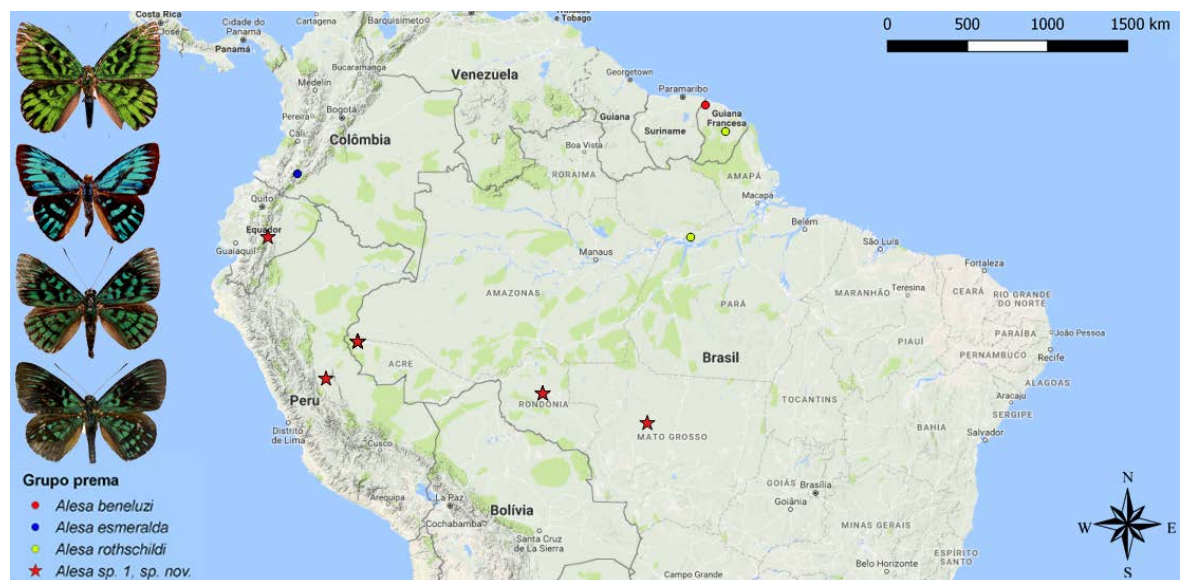 Costa Rica
San José
Cidade do Panamá
Panamá
Cartagena
Barquisimeto
e Tobago
Bucaramanga
Medellín
Venezuela
Georgetown
Paramaribo
Pereira
Bogotá
Guiana
Suriname
Guiana Francesa
Cali
Colômbia
Boa Vista
RORAIMA
AMAPÁ
Quito
Macapá
Equador
Belém
Guaiaquil
Manaus
São Luís
Fortaleza
AMAZONAS
PARÁ
MARANHÃO
Teresina
CEARÁ
RIO GRANDE DO NORTE
PARAÍBA
João Pessoa
PIAUÍ
Brasil
PERNAMBUCO
Recife
ACRE
ALAGOAS
Peru
RONDÔNIA
TOCANTINS
Aracaju
SERGIPE
Distrito de Lima
Cusco
MATO GROSSO
BAHIA
Salvador
GOIÁS
Brasília
Goiânia
Arequipa
La Paz
Bolívia
Cochabamba
Santa Cruz de La Sierra
MINAS GERAIS
Belo Horizonte
ESPÍRITO SANTO
Campo Grande
0 500 1000 1500 km
N
W E
S
Grupo prema
Alesa beneluzi
Alesa esmeralda
Alesa rothschildi
Alesa sp. 1, sp. nov.